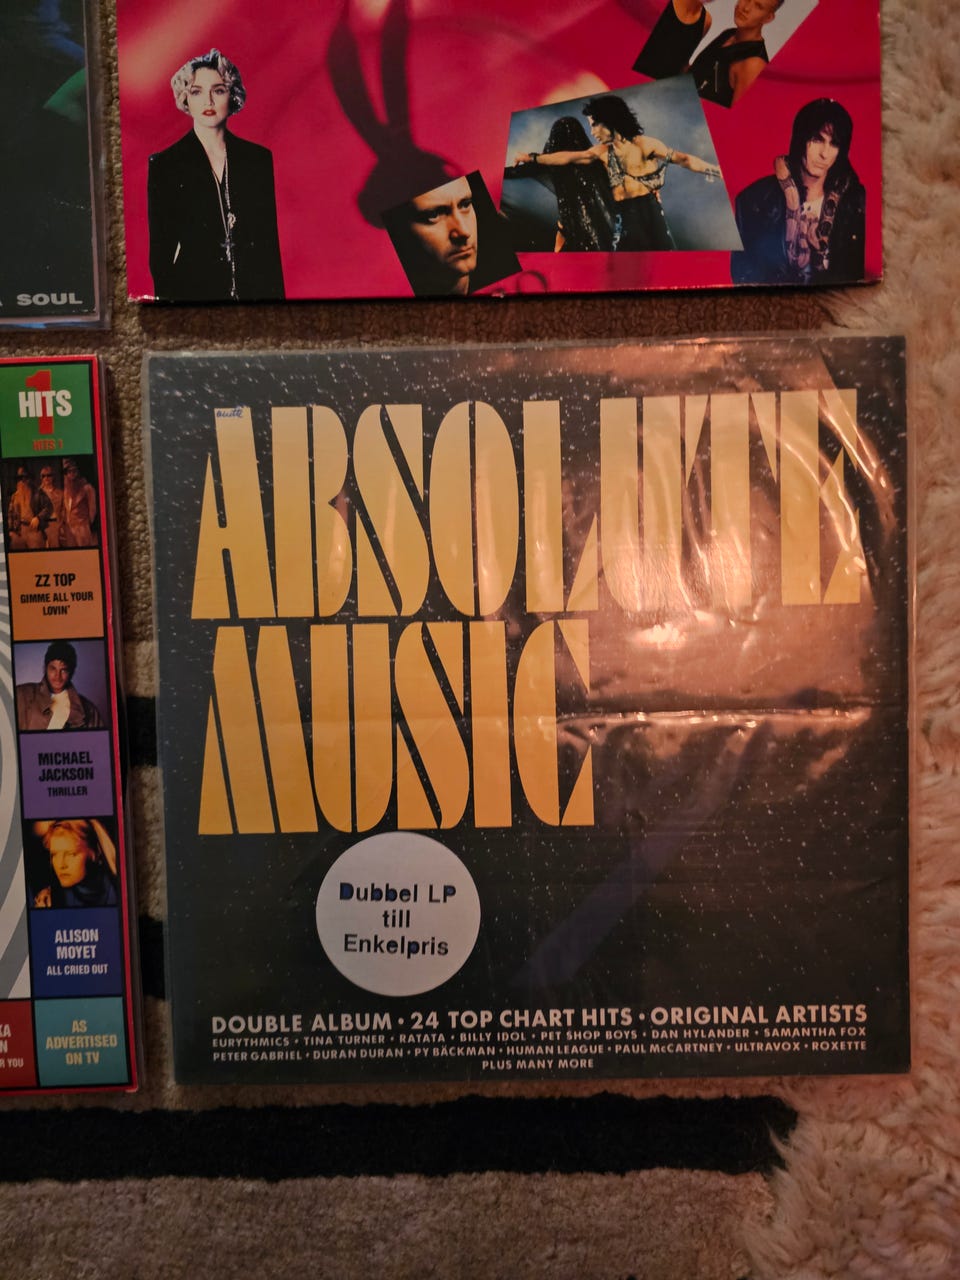 SOUL
HITS
1
HITS 1
ZZ TOP
GIMME ALL YOUR
LOVIN'
MICHAEL
JACKSON
THRILLER
ALISON
MOYET
ALL CRIED OUT
AS
ADVERTISED
ON TV
KA
N
R YOU
ABSOLUTE
MUSIC
Dubbel LP
till
Enkelpris
DOUBLE ALBUM • 24 TOP CHART HITS • ORIGINAL ARTISTS
EURYTHMICS • TINA TURNER • RATATA • BILLY IDOL • PET SHOP BOYS • DAN HYLANDER • SAMANTHA FOX
PETER GABRIEL • DURAN DURAN • PY BÄCKMAN • HUMAN LEAGUE • PAUL McCARTNEY • ULTRAVOX • ROXETTE
PLUS MANY MORE